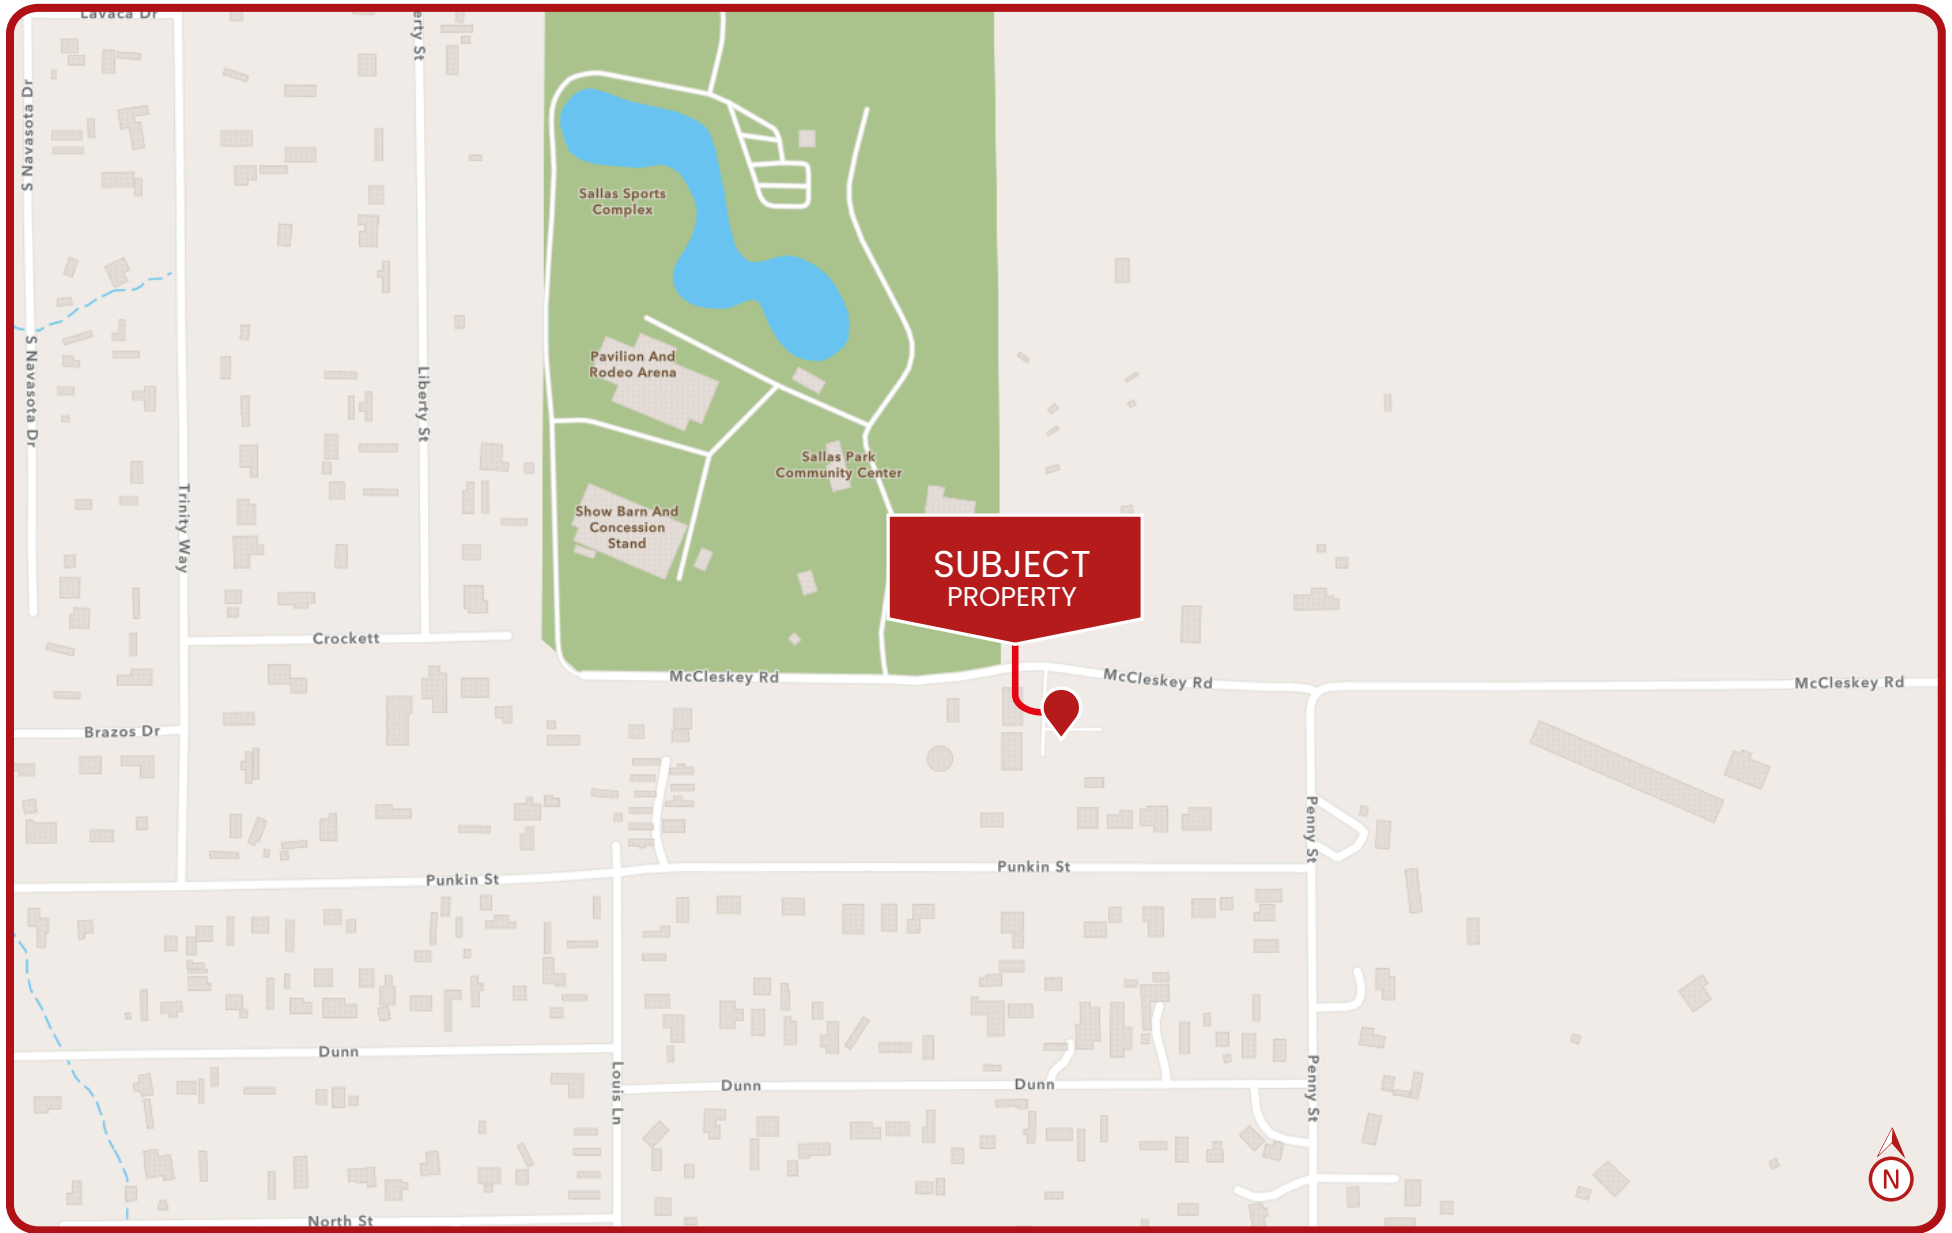 Lavaca Dr
erty St
S Navasota Dr
Sallas Sports
Complex
S Navasota Dr
Liberty St
Pavilion And
Rodeo Arena
Sallas Park
Community Center
Trinity Way
Show Barn And
Concession
Stand
SUBJECT
PROPERTY
Crockett
McCleskey Rd
McCleskey Rd
McCleskey Rd
Brazos Dr
Penny St
Punkin St
Punkin St
Dunn
Louis Ln
Dunn
Dunn
Penny St
N
North St